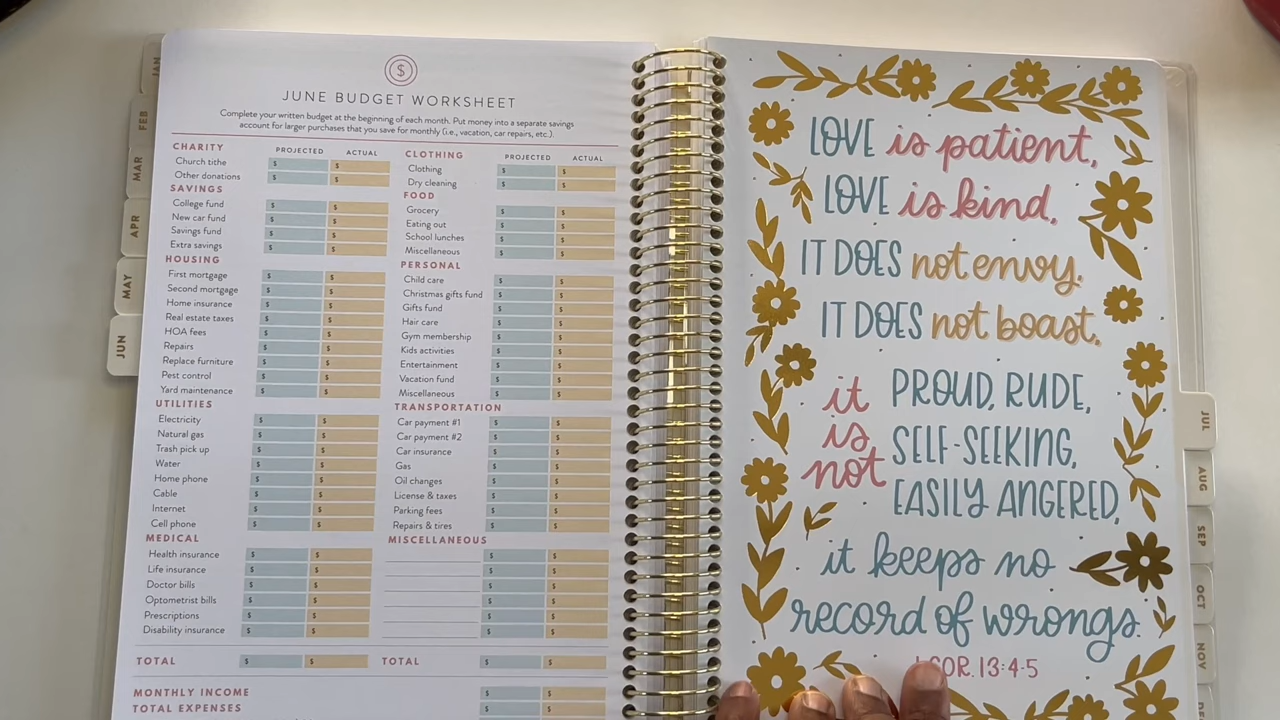 $
JUNE BUDGET WORKSHEET
Complete your written budget at the beginning of each month. Put money into a separate savings
account for larger purchases that you save for monthly (i.e., vacation, car repairs, etc.).
CHARITY PROJECTED ACTUAL
Church tithe $ $
Other donations $ $
SAVINGS
College fund $ $
New car fund $ $
Savings fund $ $
Extra savings $ $
HOUSING
First mortgage $ $
Second mortgage $ $
Home insurance $ $
Real estate taxes $ $
HOA fees $ $
Repairs $ $
Replace furniture $ $
Pest control $ $
Yard maintenance $ $
UTILITIES
Electricity $ $
Natural gas $ $
Trash pick up $ $
Water $ $
Home phone $ $
Cable $ $
Internet $ $
Cell phone $ $
MEDICAL
Health insurance $ $
Life insurance $ $
Doctor bills $ $
Optometrist bills $ $
Prescriptions $ $
Disability insurance $ $
TOTAL $ $
CLOTHING PROJECTED ACTUAL
Clothing $ $
Dry cleaning $ $
FOOD
Grocery $ $
Eating out $ $
School lunches $ $
Miscellaneous $ $
PERSONAL
Child care $ $
Christmas gifts fund $ $
Gifts fund $ $
Hair care $ $
Gym membership $ $
Kids activities $ $
Entertainment $ $
Vacation fund $ $
Miscellaneous $ $
TRANSPORTATION
Car payment #1 $ $
Car payment #2 $ $
Car insurance $ $
Gas $ $
Oil changes $ $
License & taxes $ $
Parking fees $ $
Repairs & tires $ $
MISCELLANEOUS
$ $
$ $
$ $
$ $
$ $
$ $
TOTAL $ $
MONTHLY INCOME $ $
TOTAL EXPENSES $ $
JAN
FEB
MAR
APR
MAY
JUN
LOVE is patient,
LOVE is kind.
IT DOES not envy.
IT DOES not boast.
it is not PROUD, RUDE,
SELF-SEEKING,
EASILY ANGERED,
it keeps no
record of wrongs.
COR. 13:4-5
JUL
AUG
SEP
OCT
NOV